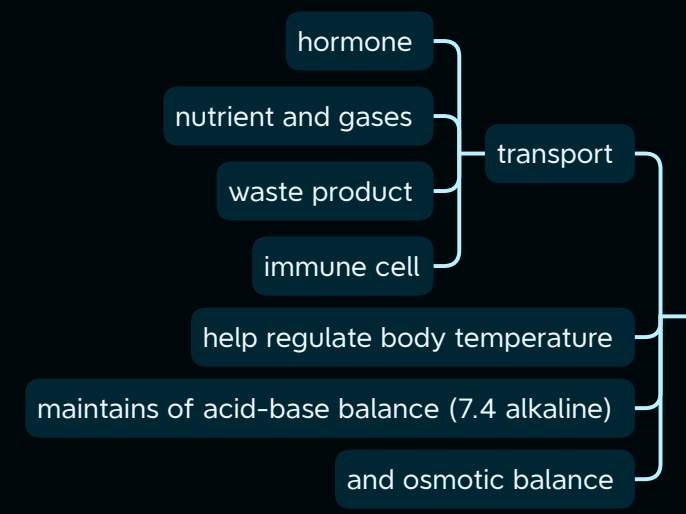 hormone
nutrient and gases
transport
waste product
immune cell
help regulate body temperature
maintains of acid-base balance (7.4 alkaline)
and osmotic balance